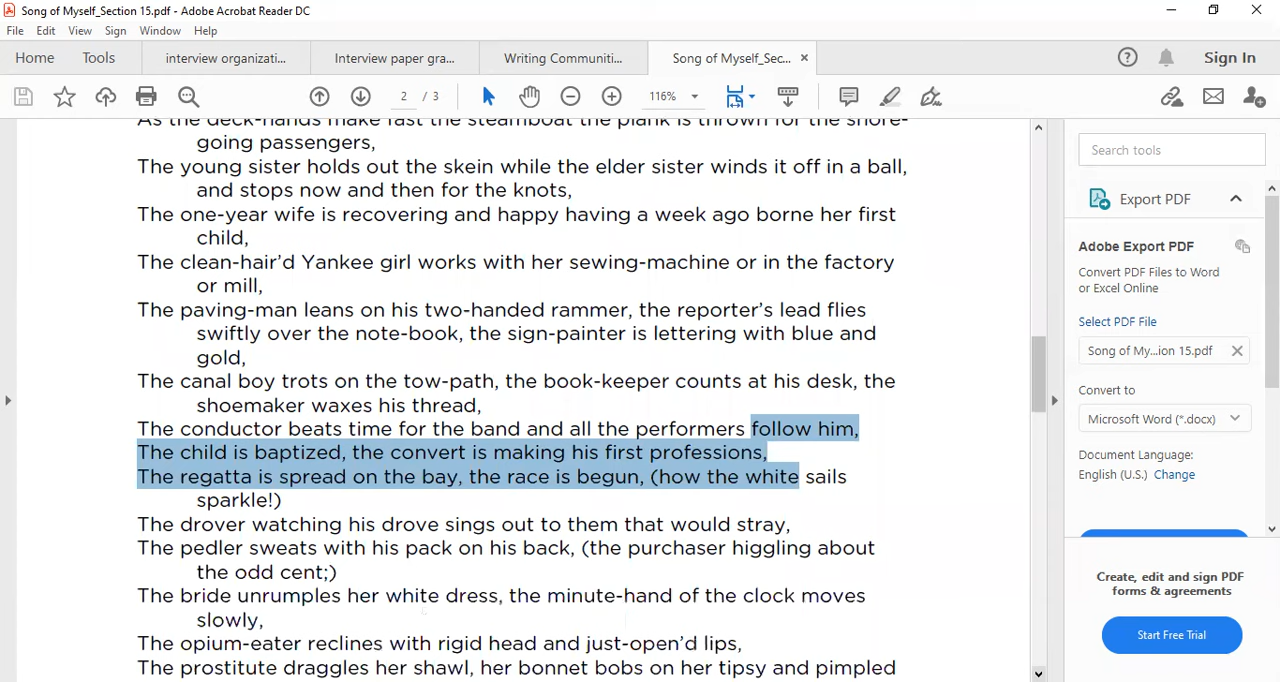 Song of Myself_Section 15.pdf - Adobe Acrobat Reader DC
File Edit View Sign Window Help
Home Tools interview organizati... Interview paper gra... Writing Communiti... Song of Myself_Sec... × Sign In
2 / 3 116%
As the deck-hands make fast the steamboat the plank is thrown for the shore-
going passengers,
The young sister holds out the skein while the elder sister winds it off in a ball,
and stops now and then for the knots,
The one-year wife is recovering and happy having a week ago borne her first
child,
The clean-hair’d Yankee girl works with her sewing-machine or in the factory
or mill,
The paving-man leans on his two-handed rammer, the reporter’s lead flies
swiftly over the note-book, the sign-painter is lettering with blue and
gold,
The canal boy trots on the tow-path, the book-keeper counts at his desk, the
shoemaker waxes his thread,
The conductor beats time for the band and all the performers follow him,
The child is baptized, the convert is making his first professions,
The regatta is spread on the bay, the race is begun, (how the white sails
sparkle!)
The drover watching his drove sings out to them that would stray,
The pedler sweats with his pack on his back, (the purchaser higgling about
the odd cent;)
The bride unrumples her white dress, the minute-hand of the clock moves
slowly,
The opium-eater reclines with rigid head and just-open’d lips,
The prostitute draggles her shawl, her bonnet bobs on her tipsy and pimpled
Search tools
Export PDF
Adobe Export PDF
Convert PDF Files to Word
or Excel Online
Select PDF File
Song of My...ion 15.pdf
Convert to
Microsoft Word (*.docx)
Document Language:
English (U.S.) Change
Create, edit and sign PDF
forms & agreements
Start Free Trial